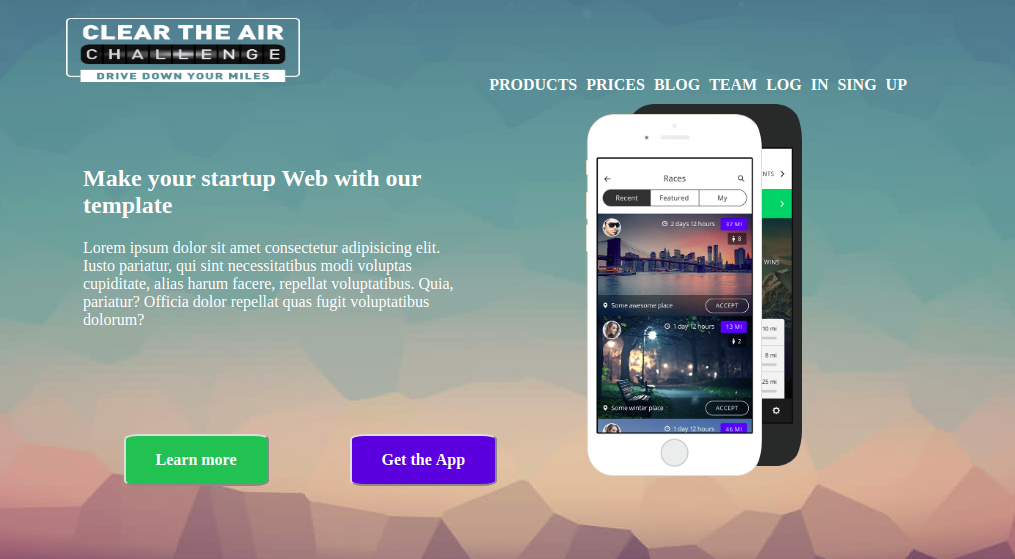 CLEAR THE AIR
CHALLENGE
DRIVE DOWN YOUR MILES
PRODUCTS PRICES BLOG TEAM LOG IN SING UP
Make your startup Web with our
template
Lorem ipsum dolor sit amet consectetur adipisicing elit.
Iusto pariatur, qui sint necessitatibus modi voluptas
cupiditate, alias harum facere, repellat voluptatibus. Quia,
pariatur? Officia dolor repellat quas fugit voluptatibus
dolorum?
Learn more
Get the App
Races
Recent Featured My
2 days 12 hours 37 MI
8
Some awesome place ACCEPT
1 day 12 hours 13 MI
2
Some winter place ACCEPT
1 day 12 hours 46 MI
NTS
WINS
10 mi
8 mi
25 mi